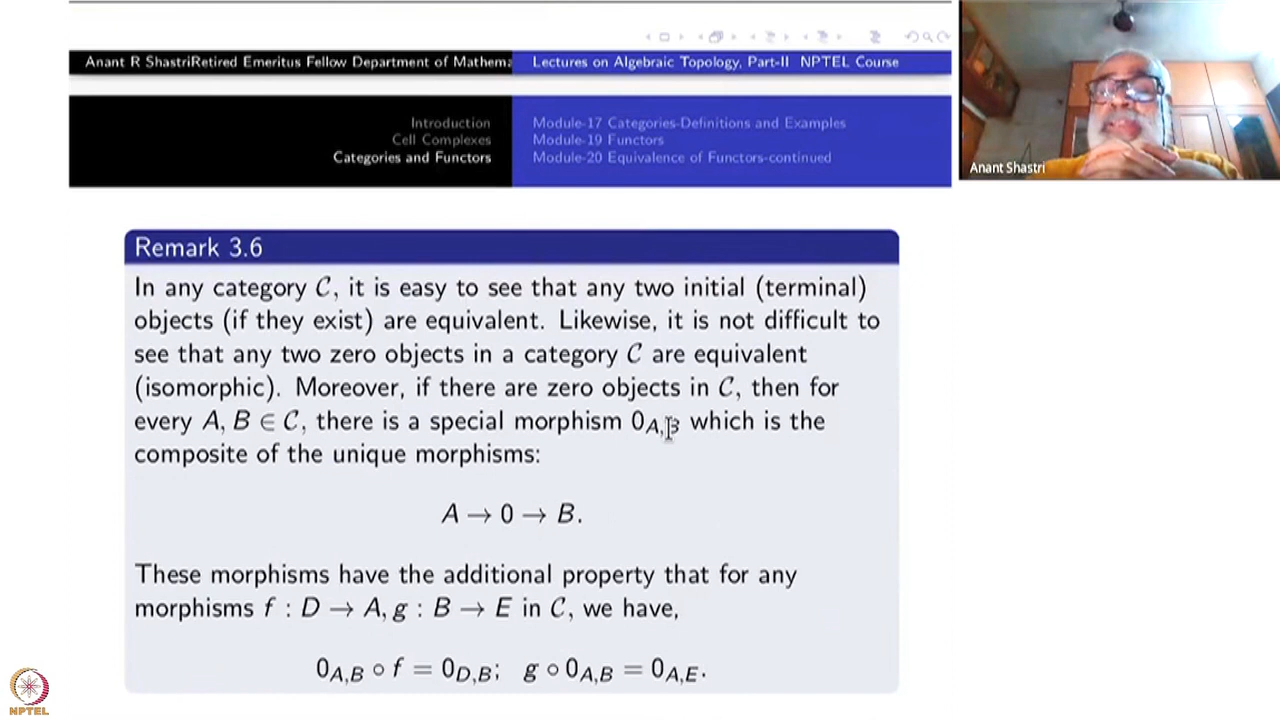 Anant R ShastriRetired Emeritus Fellow Department of Mathema
Lectures on Algebraic Topology, Part-II NPTEL Course
Introduction
Cell Complexes
Categories and Functors
Module-17 Categories-Definitions and Examples
Module-19 Functors
Module-20 Equivalence of Functors-continued
Anant Shastri
Remark 3.6
In any category 𝒞, it is easy to see that any two initial (terminal)
objects (if they exist) are equivalent. Likewise, it is not difficult to
see that any two zero objects in a category 𝒞 are equivalent
(isomorphic). Moreover, if there are zero objects in 𝒞, then for
every A, B ∈ 𝒞, there is a special morphism 0_{A,B} which is the
composite of the unique morphisms:
A → 0 → B.
These morphisms have the additional property that for any
morphisms f : D → A, g : B → E in 𝒞, we have,
0_{A,B} ∘ f = 0_{D,B}; g ∘ 0_{A,B} = 0_{A,E}.
NPTEL